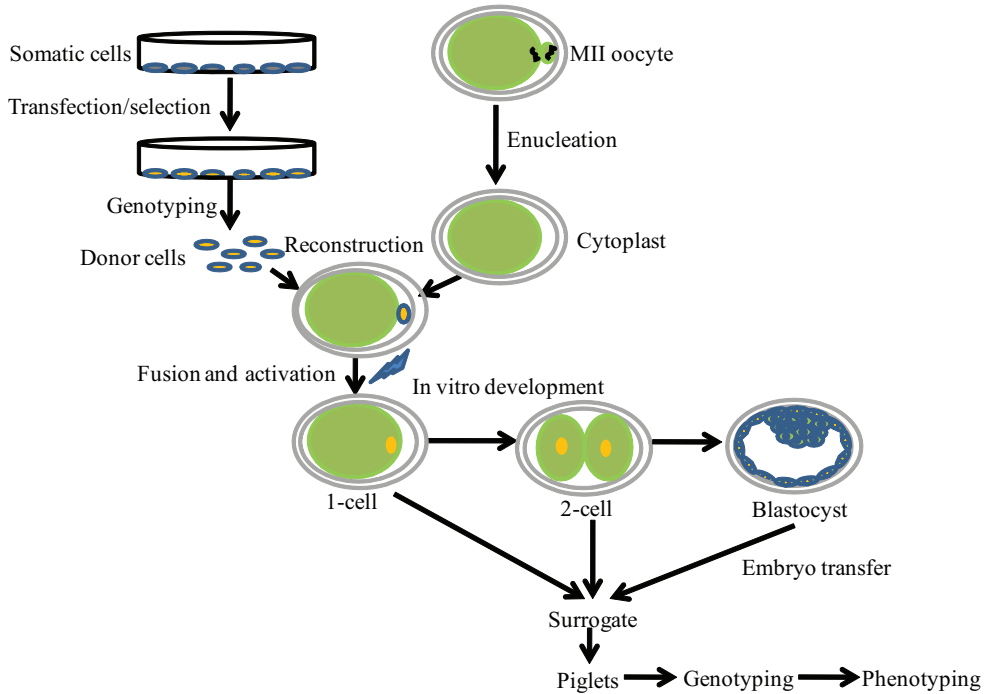 Somatic cells
MII oocyte
Transfection/selection
Enucleation
Genotyping
Donor cells
Reconstruction
Cytoplast
Fusion and activation
In vitro development
1-cell
2-cell
Blastocyst
Embryo transfer
Surrogate
Piglets
Genotyping
Phenotyping